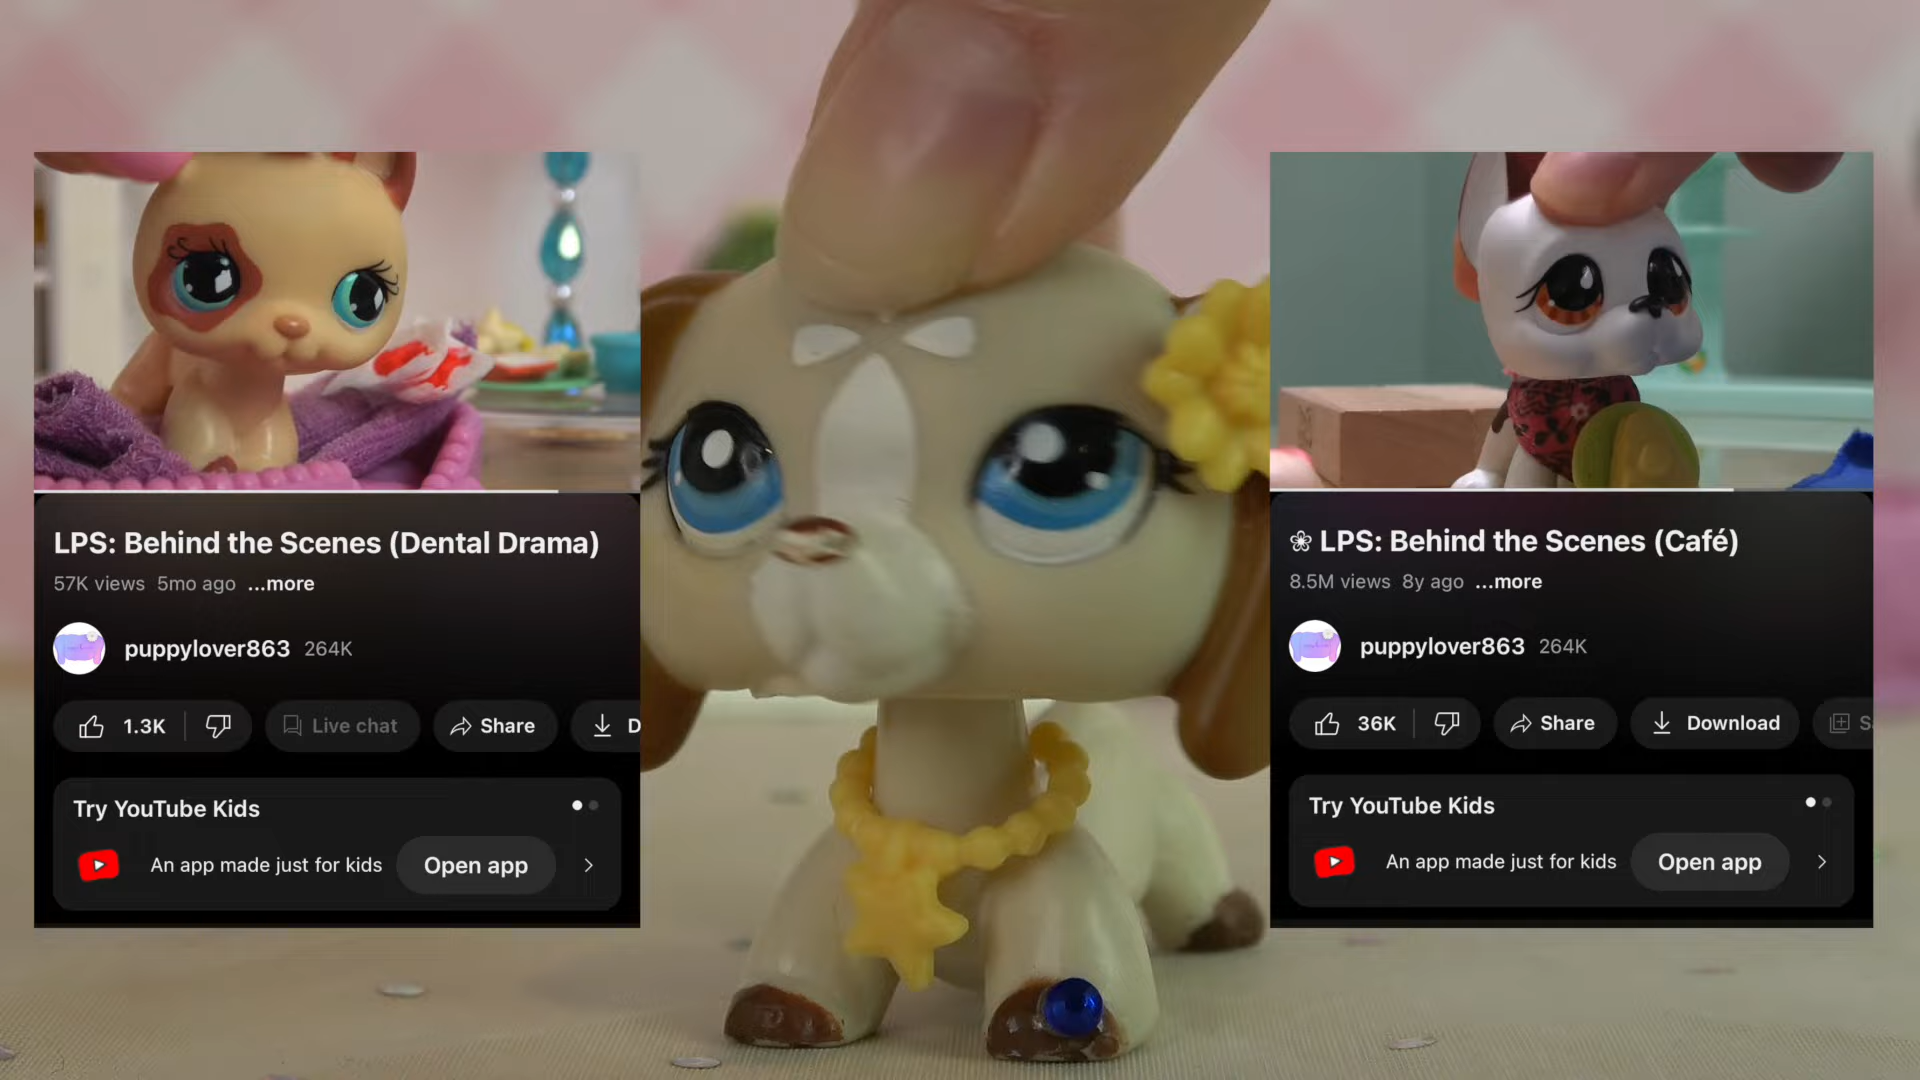 LPS: Behind the Scenes (Dental Drama)
57K views 5mo ago ...more
puppylover863 264K
1.3K Live chat Share D
Try YouTube Kids
An app made just for kids Open app
❀ LPS: Behind the Scenes (Café)
8.5M views 8y ago ...more
puppylover863 264K
36K Share Download S
Try YouTube Kids
An app made just for kids Open app